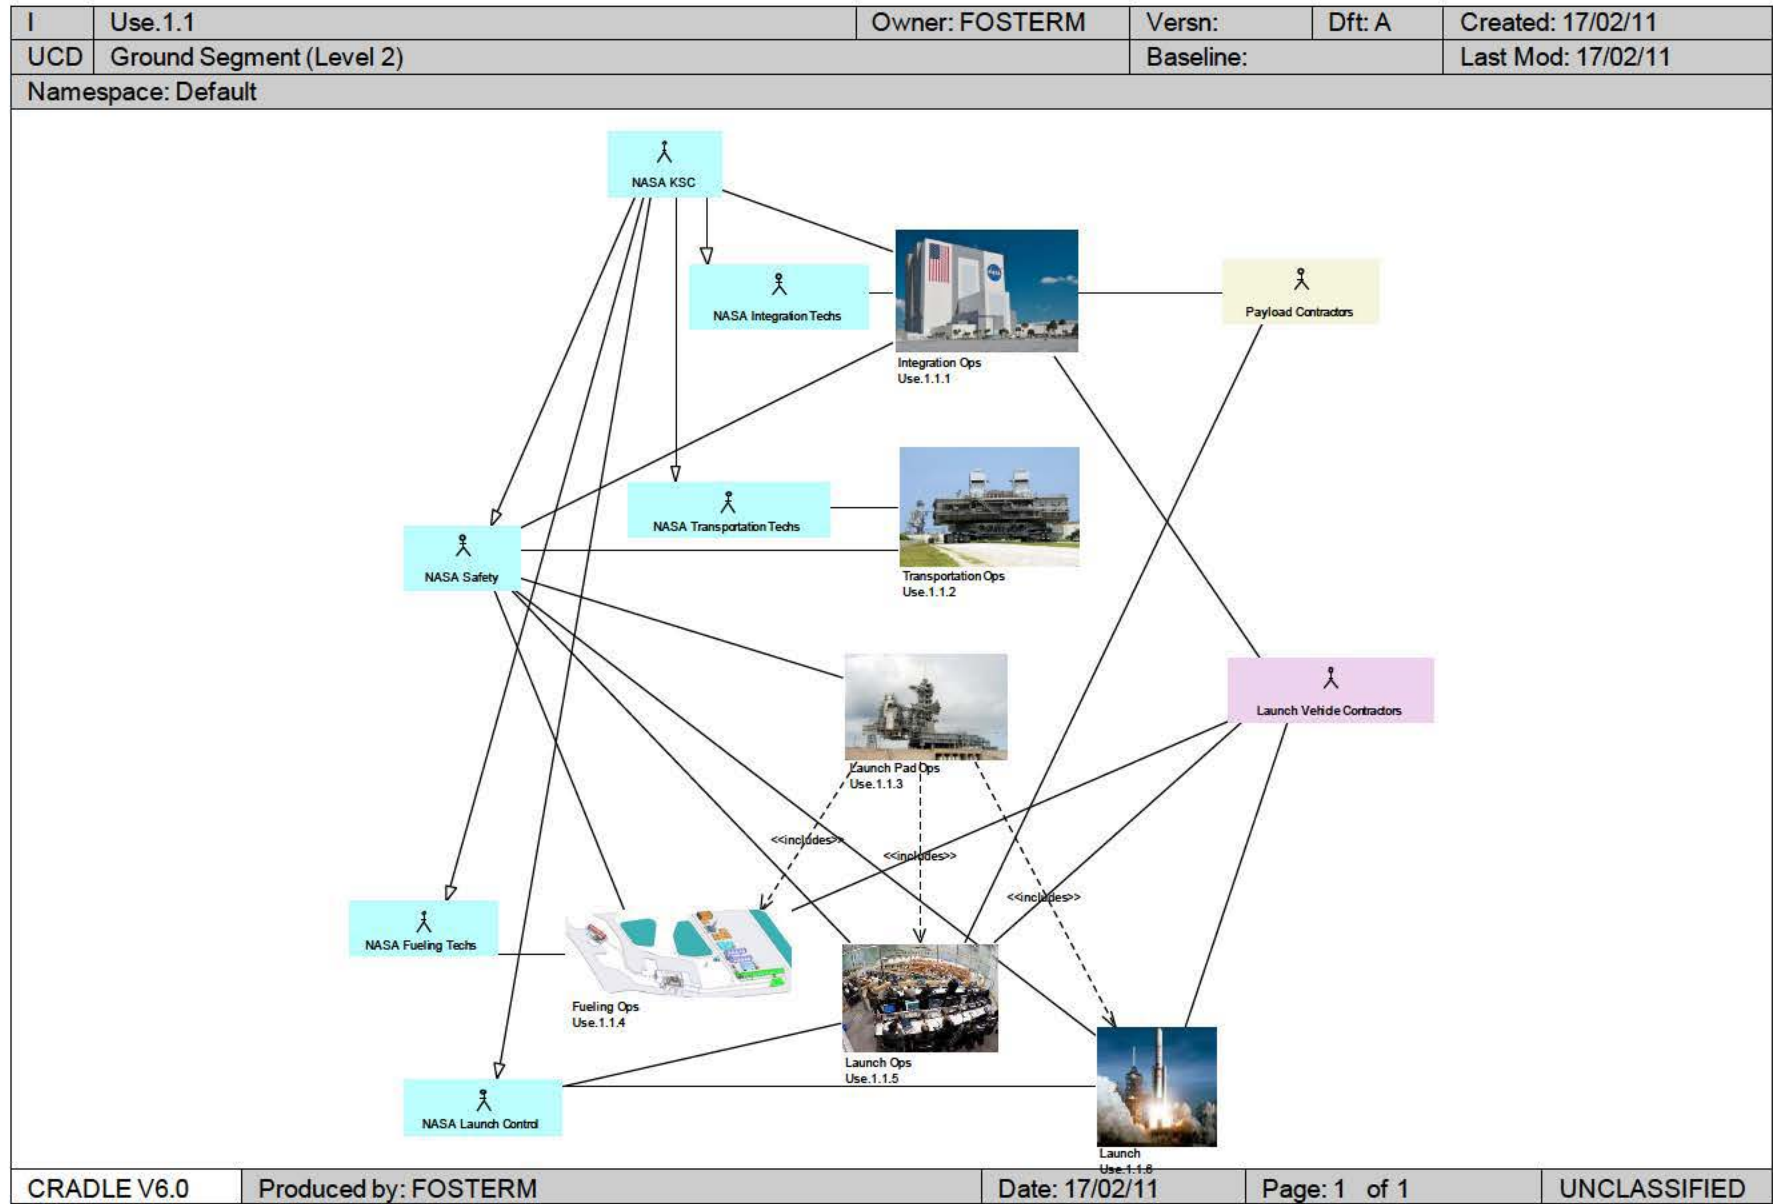 I Use.1.1 Owner: FOSTERM Versn: Dft: A Created: 17/02/11
UCD Ground Segment (Level 2) Baseline: Last Mod: 17/02/11
Namespace: Default
NASA KSC
NASA Integration Techs
Payload Contractors
Integration Ops
Use.1.1.1
NASA Transportation Techs
NASA Safety
Transportation Ops
Use.1.1.2
Launch Vehicle Contractors
Launch Pad Ops
Use.1.1.3
<<includes>>
<<includes>>
<<includes>>
NASA Fueling Techs
Fueling Ops
Use.1.1.4
Launch Ops
Use.1.1.5
NASA Launch Control
Launch
Use.1.1.6
CRADLE V6.0 Produced by: FOSTERM Date: 17/02/11 Page: 1 of 1 UNCLASSIFIED